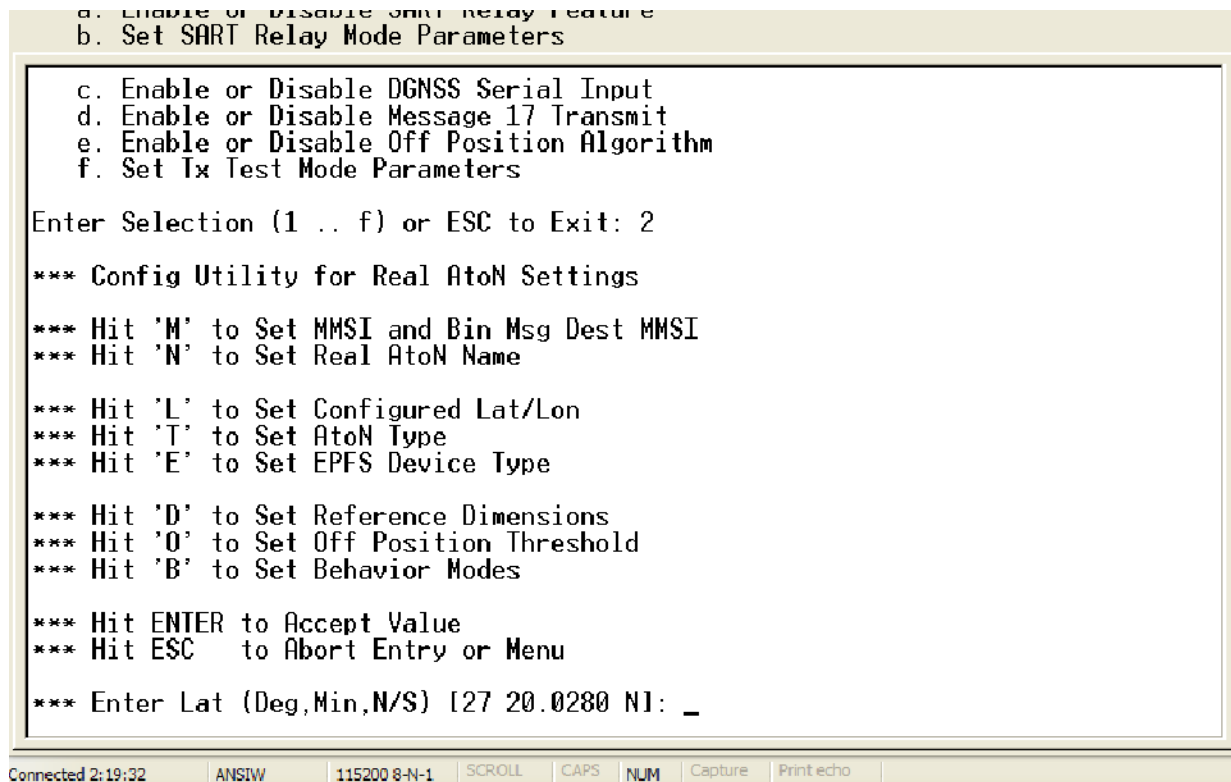 a. Enable or Disable SART Relay Feature
b. Set SART Relay Mode Parameters
c. Enable or Disable DGNSS Serial Input
d. Enable or Disable Message 17 Transmit
e. Enable or Disable Off Position Algorithm
f. Set Tx Test Mode Parameters
Enter Selection (1 .. f) or ESC to Exit: 2
*** Config Utility for Real AtoN Settings
*** Hit 'M' to Set MMSI and Bin Msg Dest MMSI
*** Hit 'N' to Set Real AtoN Name
*** Hit 'L' to Set Configured Lat/Lon
*** Hit 'T' to Set AtoN Type
*** Hit 'E' to Set EPFS Device Type
*** Hit 'D' to Set Reference Dimensions
*** Hit 'O' to Set Off Position Threshold
*** Hit 'B' to Set Behavior Modes
*** Hit ENTER to Accept Value
*** Hit ESC   to Abort Entry or Menu
*** Enter Lat (Deg,Min,N/S) [27 20.0280 N]: _
Connected 2:19:32 ANSIW 115200 8-N-1 SCROLL CAPS NUM Capture Print echo